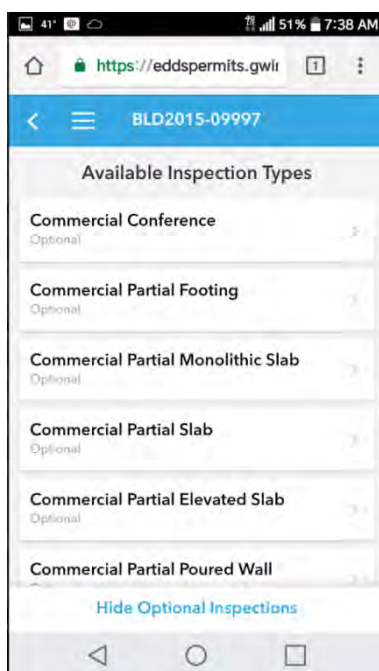 41° 51% 7:38 AM
https://eddspermits.gwi 1
BLD2015-09997
Available Inspection Types
Commercial Conference
Optional
Commercial Partial Footing
Optional
Commercial Partial Monolithic Slab
Optional
Commercial Partial Slab
Optional
Commercial Partial Elevated Slab
Optional
Commercial Partial Poured Wall
Hide Optional Inspections